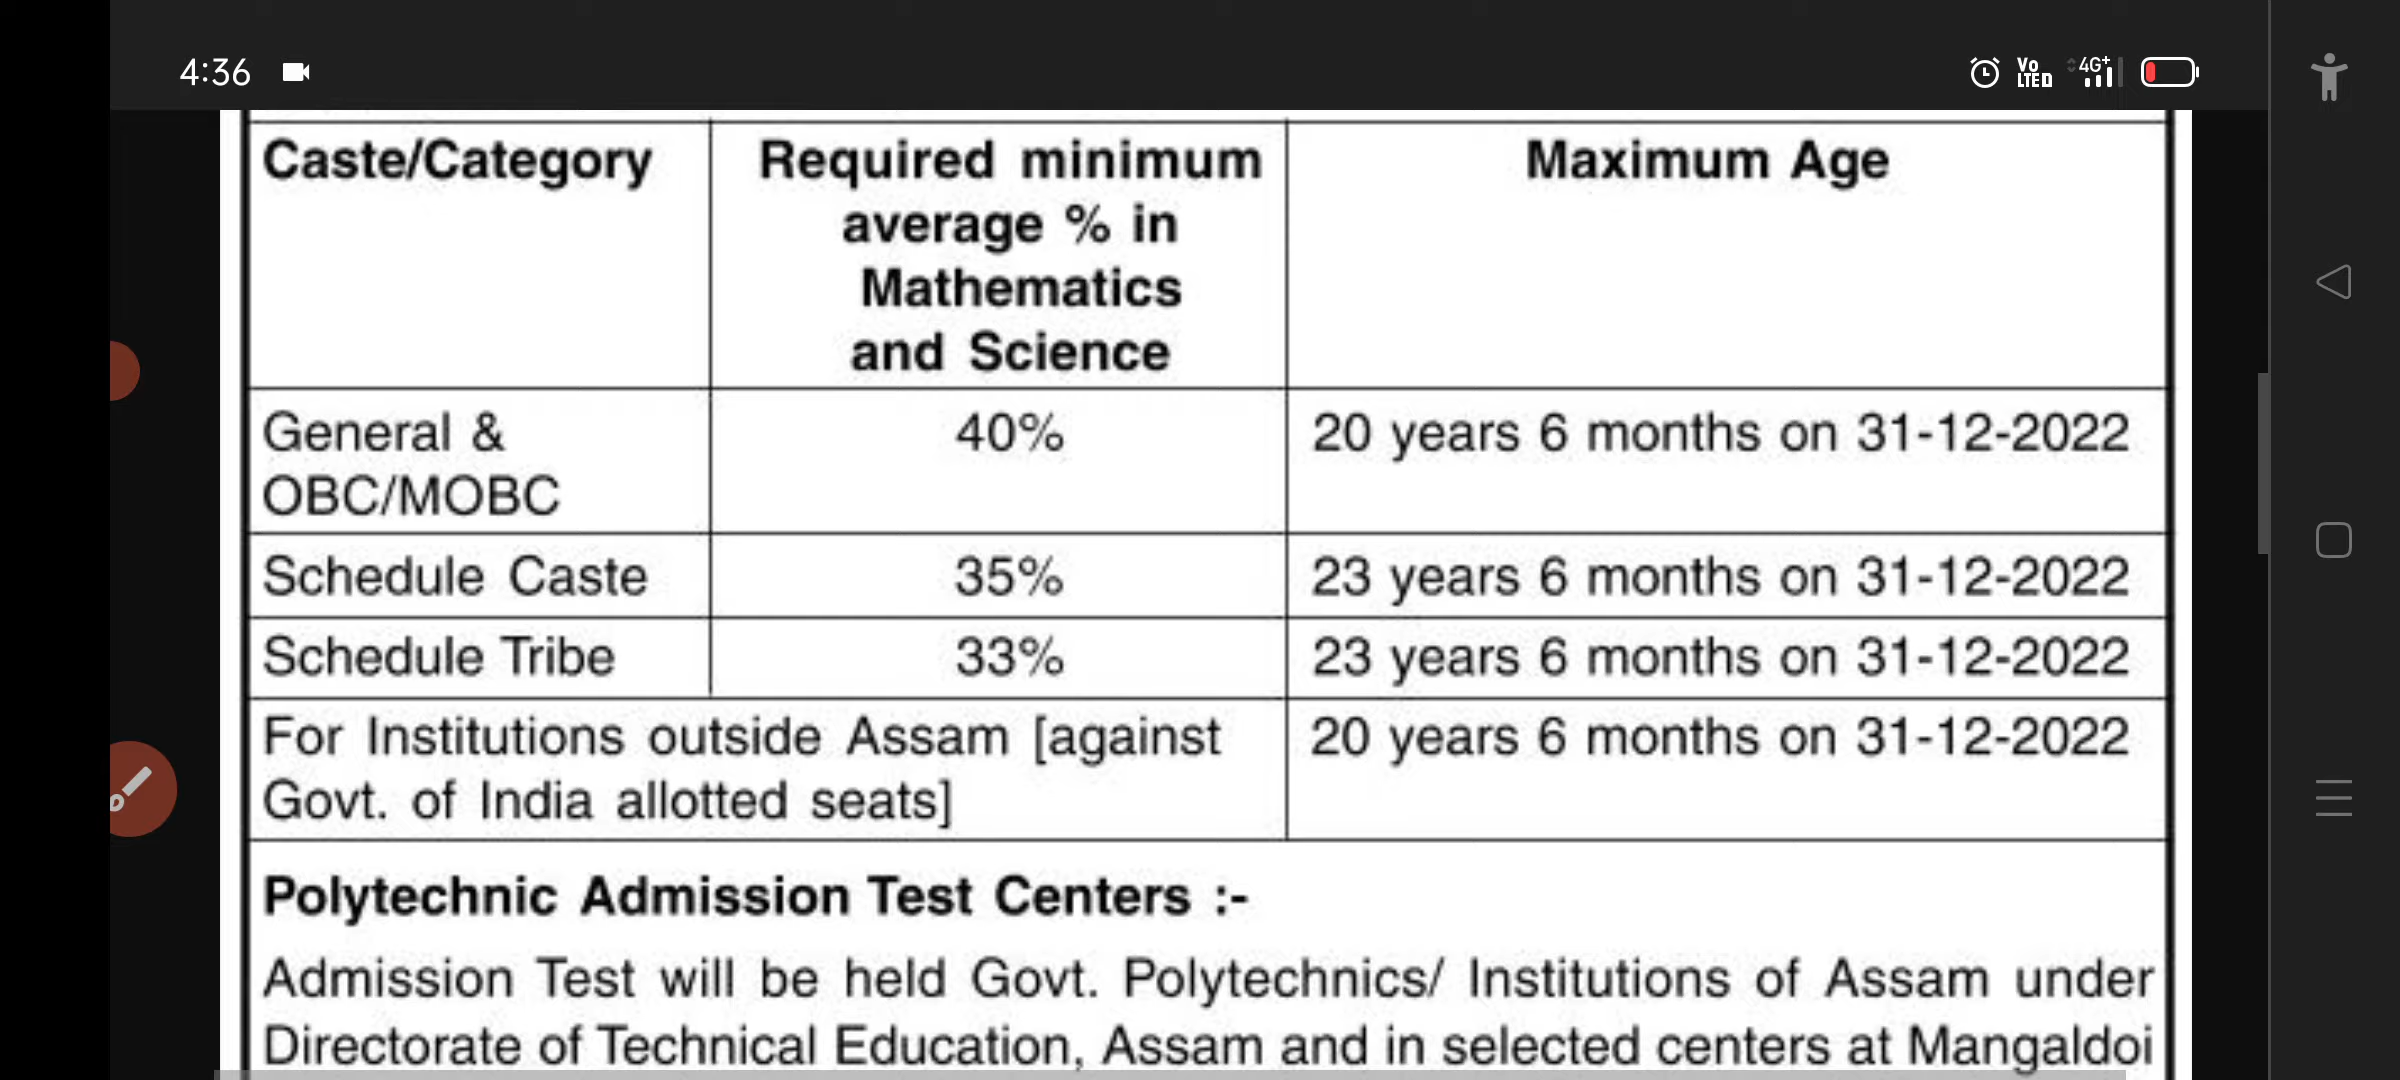 4:36
Vo
LTE
4G+
Caste/Category
Required minimum
average % in
Mathematics
and Science
Maximum Age
General &
OBC/MOBC
40%
20 years 6 months on 31-12-2022
Schedule Caste
35%
23 years 6 months on 31-12-2022
Schedule Tribe
33%
23 years 6 months on 31-12-2022
For Institutions outside Assam [against
Govt. of India allotted seats]
20 years 6 months on 31-12-2022
Polytechnic Admission Test Centers :-
Admission Test will be held Govt. Polytechnics/ Institutions of Assam under
Directorate of Technical Education, Assam and in selected centers at Mangaldoi